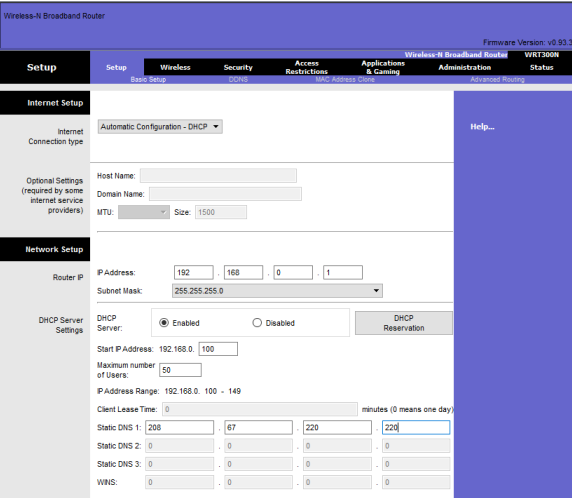 Wireless-N Broadband Router
Firmware Version: v0.93.3
Wireless-N Broadband Router WRT300N
Setup
Setup Wireless Security Access Restrictions Applications & Gaming Administration Status
Basic Setup DDNS MAC Address Clone Advanced Routing
Internet Setup
Internet Connection type
Automatic Configuration - DHCP
Help...
Optional Settings (required by some internet service providers)
Host Name:
Domain Name:
MTU: Size: 1500
Network Setup
Router IP
IP Address: 192 . 168 . 0 . 1
Subnet Mask: 255.255.255.0
DHCP Server Settings
DHCP Server: Enabled Disabled DHCP Reservation
Start IP Address: 192.168.0. 100
Maximum number of Users: 50
IP Address Range: 192.168.0. 100 - 149
Client Lease Time: 0 minutes (0 means one day)
Static DNS 1: 208 . 67 . 220 . 220
Static DNS 2: 0 . 0 . 0 . 0
Static DNS 3: 0 . 0 . 0 . 0
WINS: 0 . 0 . 0 . 0